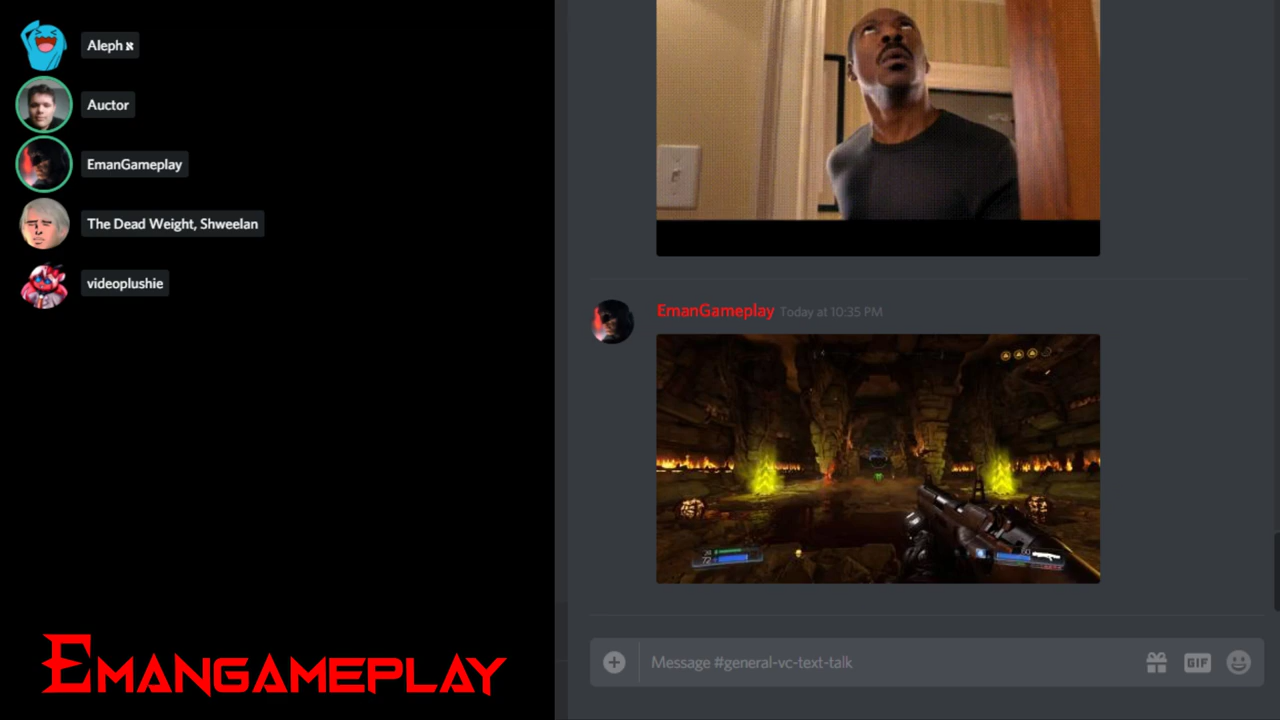 Aleph א
Auctor
EmanGameplay
The Dead Weight, Shweelan
videoplushie
EmanGameplay
EmanGameplay Today at 10:35 PM
72
Message #general-vc-text-talk
GIF